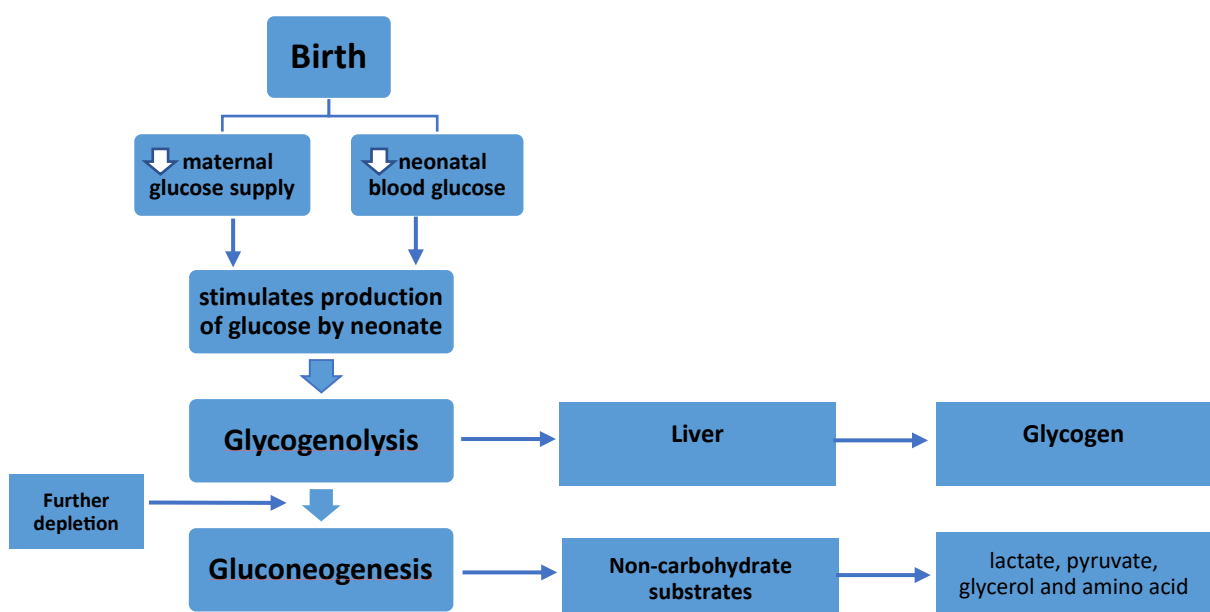 Birth
maternal
glucose supply
neonatal
blood glucose
stimulates production
of glucose by neonate
Glycogenolysis
Liver
Glycogen
Further
depletion
Gluconeogenesis
Non-carbohydrate
substrates
lactate, pyruvate,
glycerol and amino acid